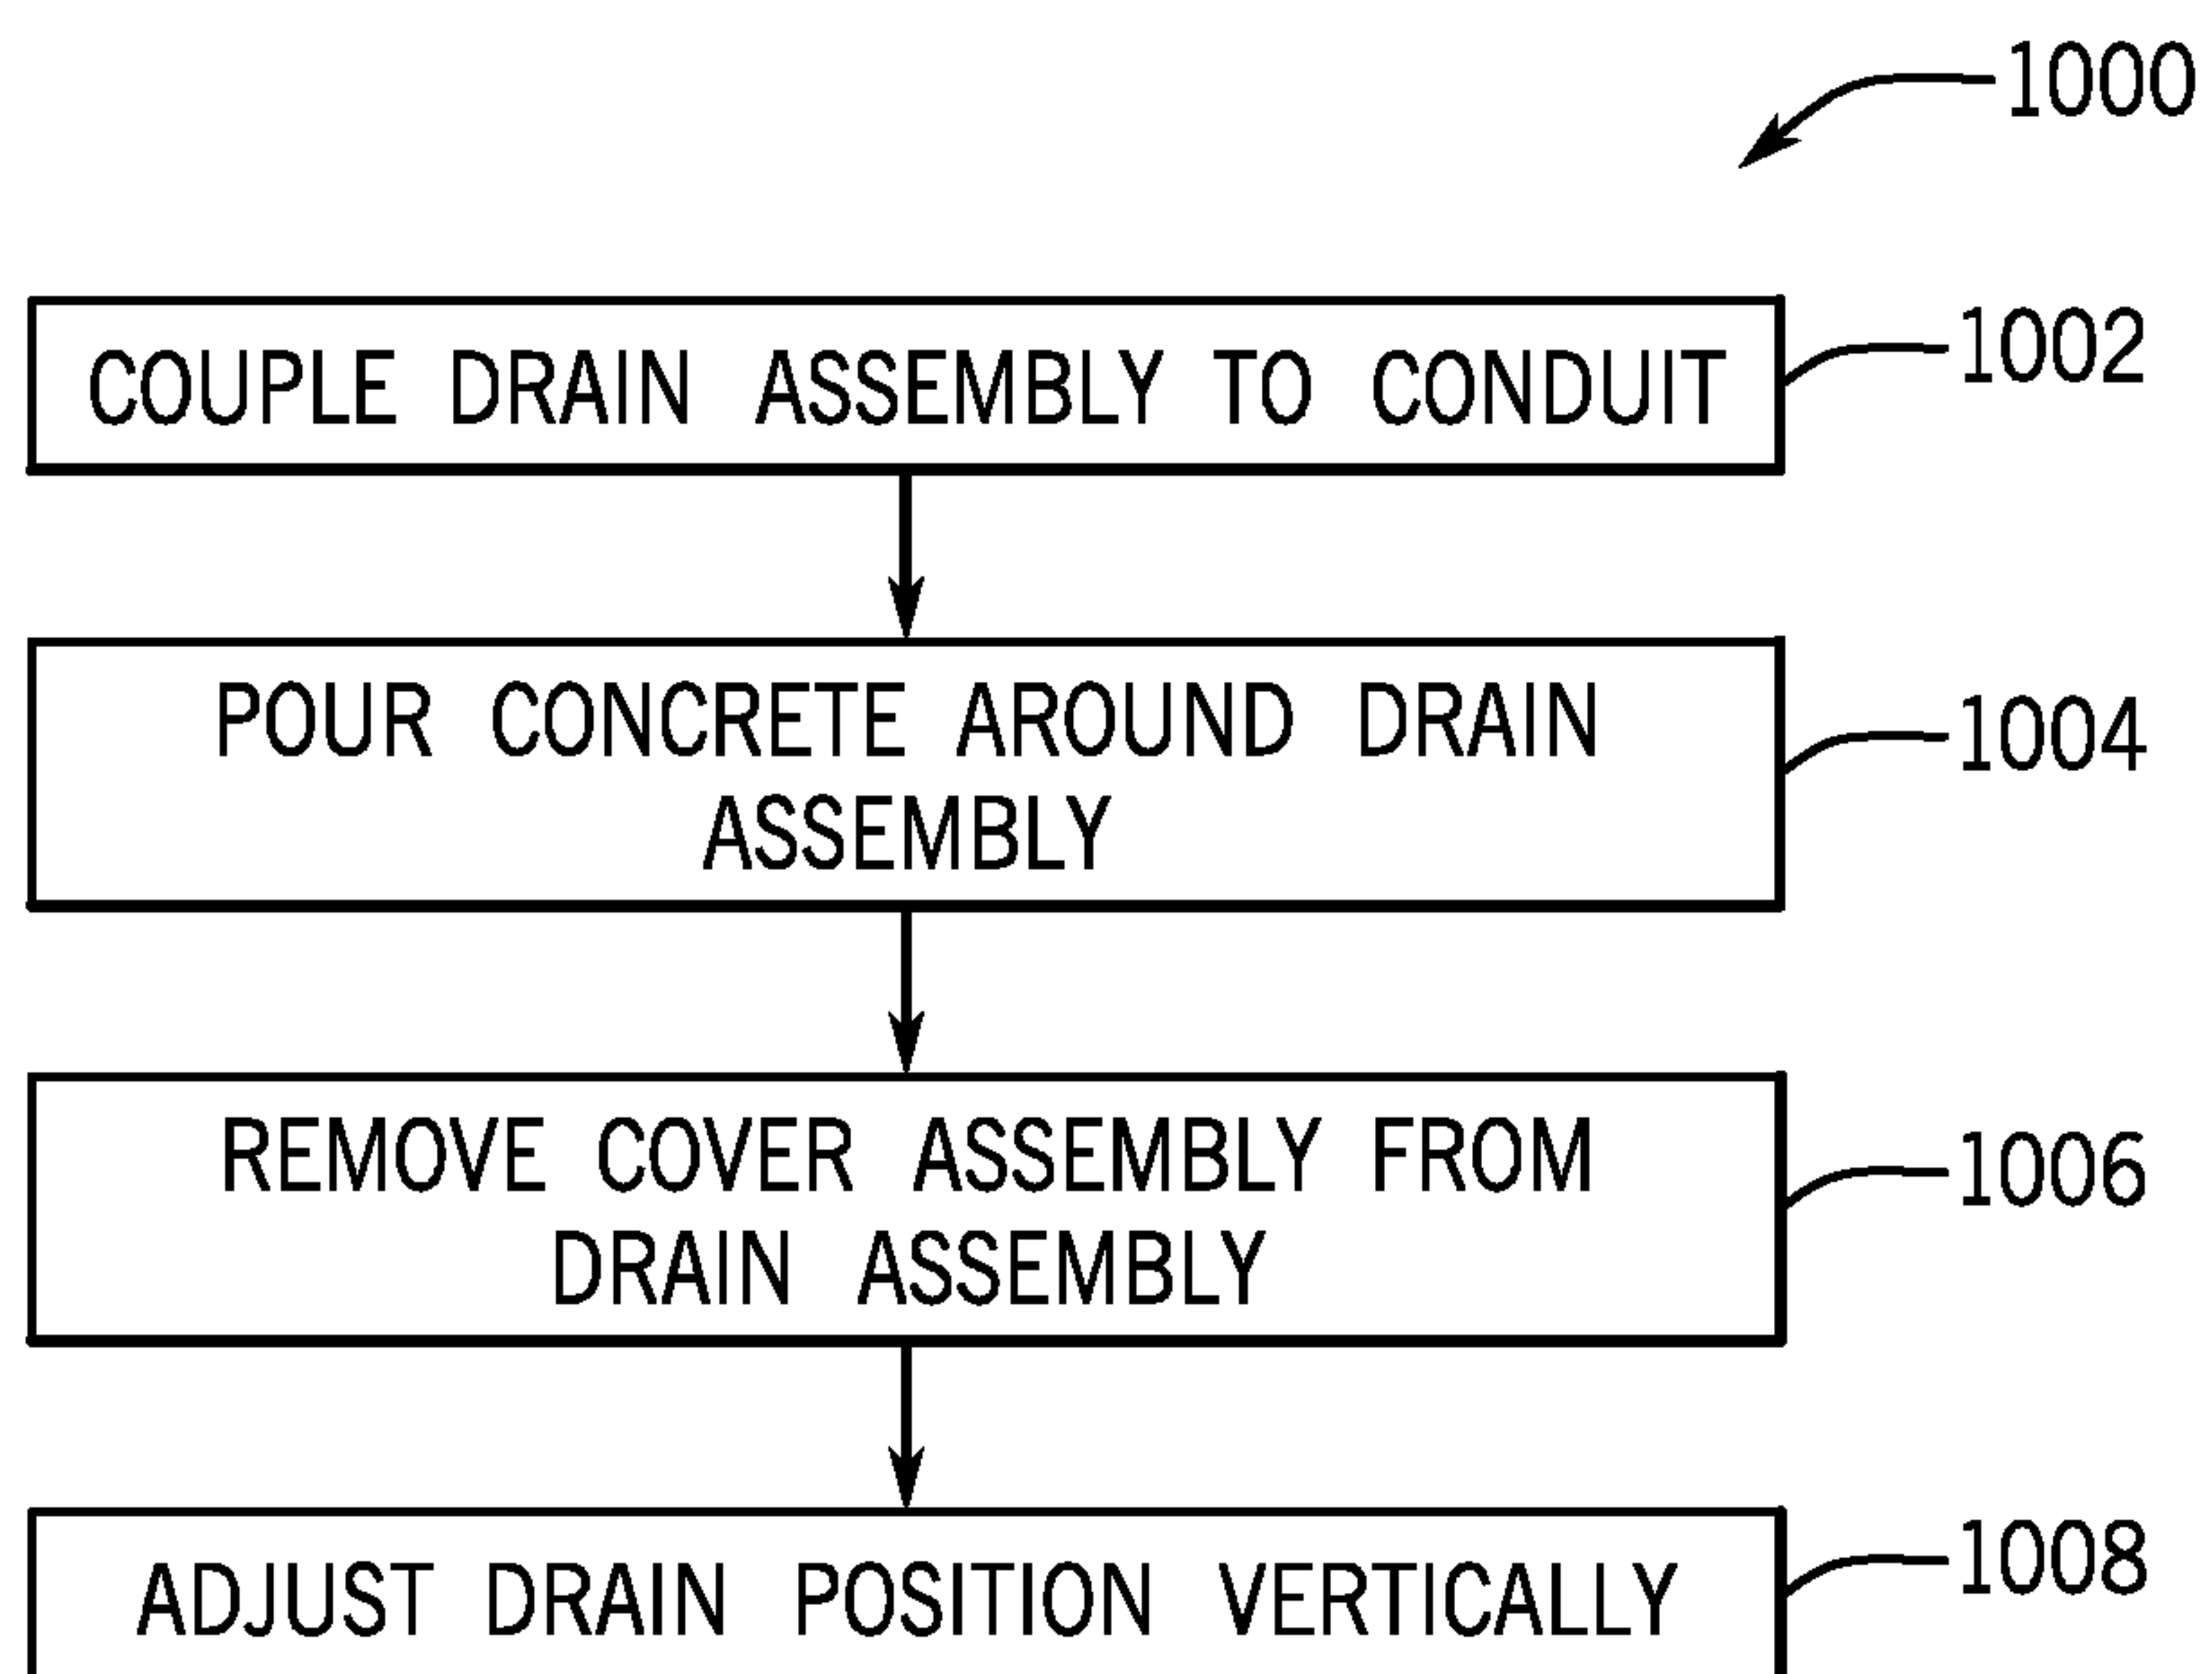 1000
COUPLE DRAIN ASSEMBLY TO CONDUIT
1002
POUR CONCRETE AROUND DRAIN
ASSEMBLY
1004
REMOVE COVER ASSEMBLY FROM
DRAIN ASSEMBLY
1006
ADJUST DRAIN POSITION VERTICALLY
1008